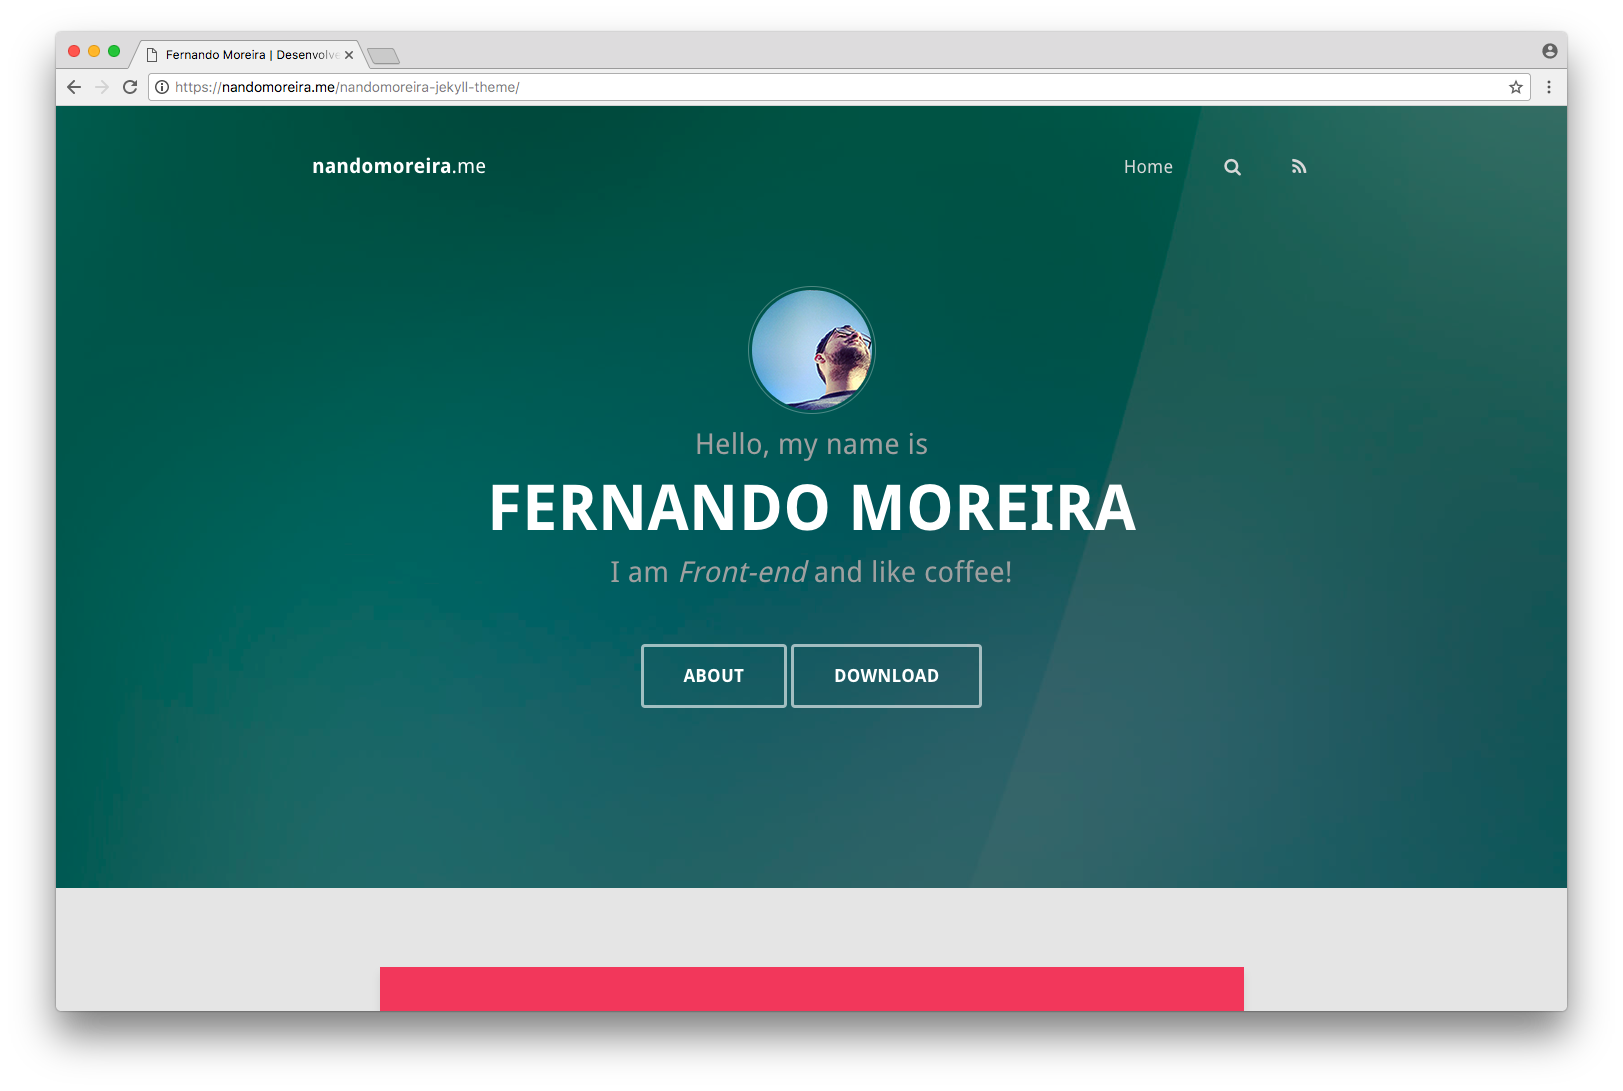 Fernando Moreira | Desenvolve
https://nandomoreira.me/nandomoreira-jekyll-theme/
nandomoreira.me
Home
Hello, my name is
FERNANDO MOREIRA
I am Front-end and like coffee!
ABOUT
DOWNLOAD